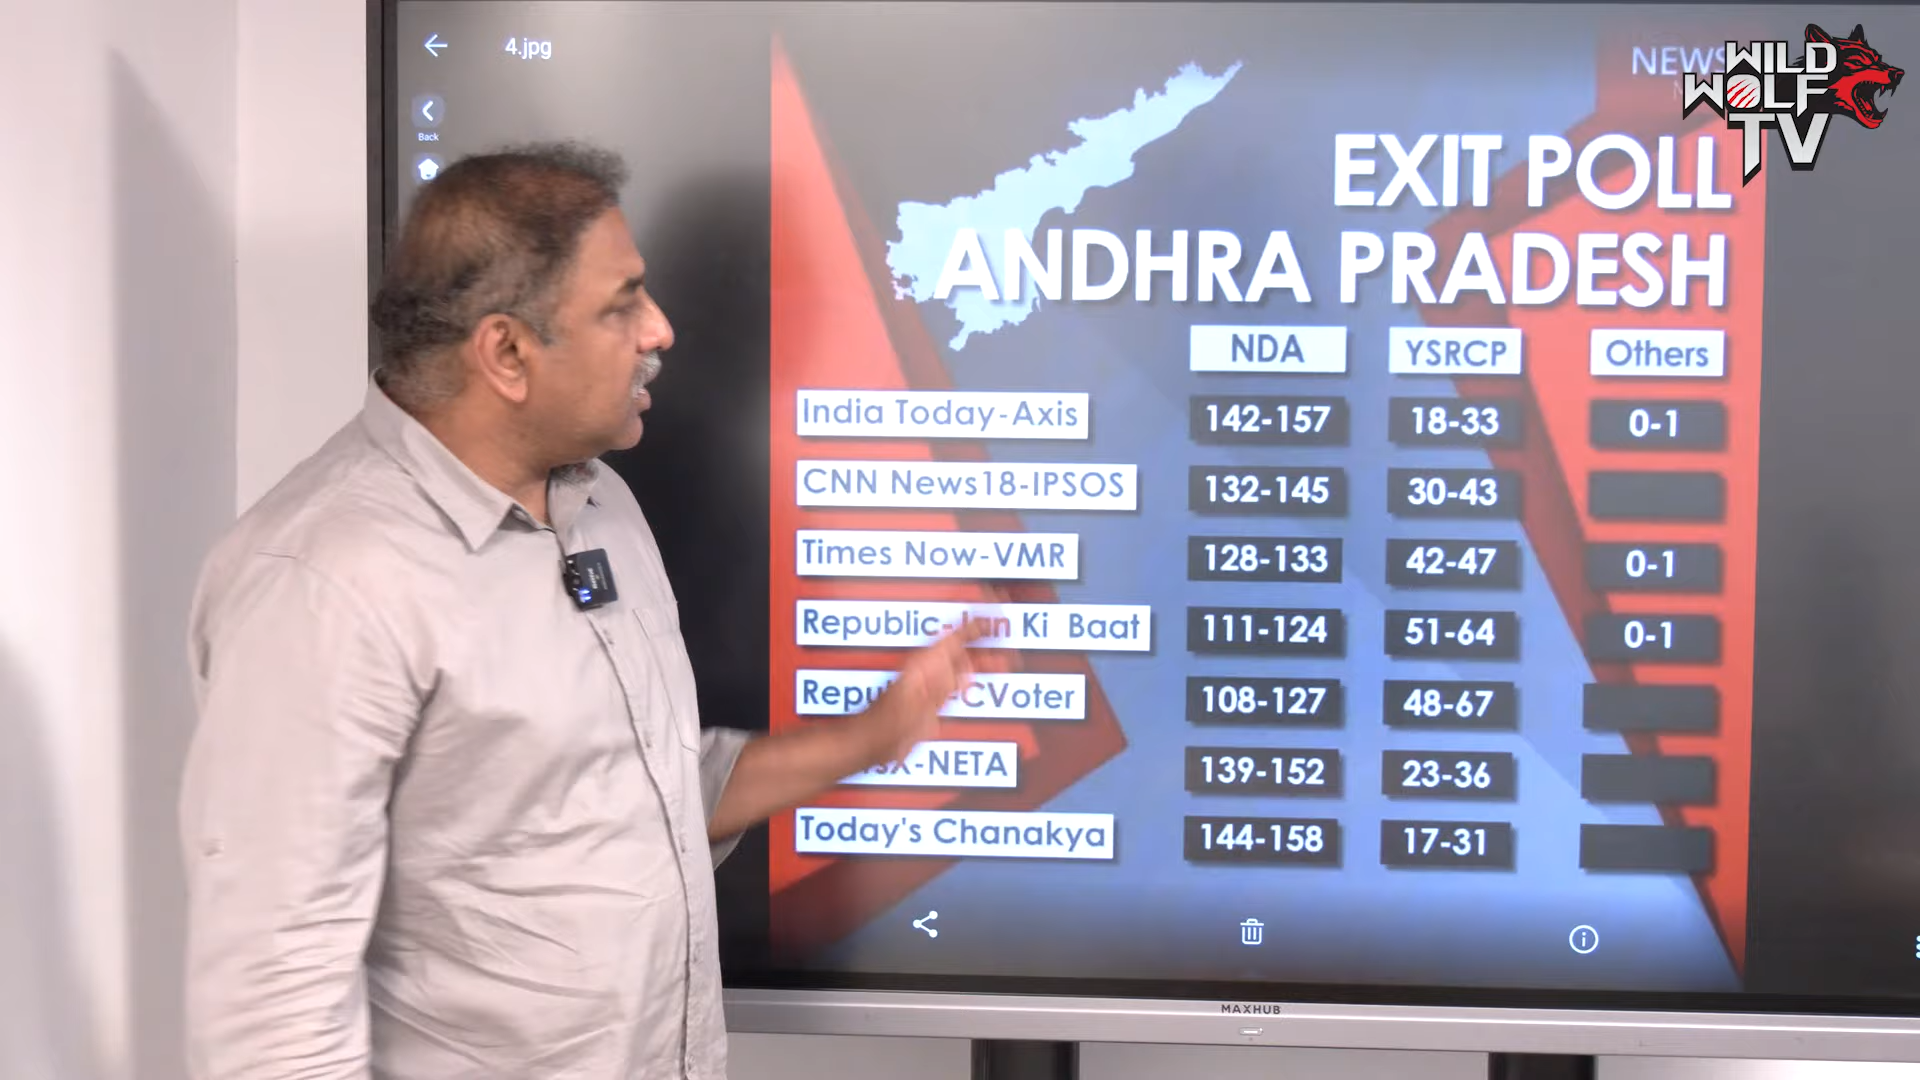 4.jpg
Back
NEWS
WILD
WOLF
TV
EXIT POLL
ANDHRA PRADESH
NDA YSRCP Others
India Today-Axis 142-157 18-33 0-1
CNN News18-IPSOS 132-145 30-43
Times Now-VMR 128-133 42-47 0-1
Republic-Jan Ki Baat 111-124 51-64 0-1
CVoter 108-127 48-67
-NETA 139-152 23-36
Today's Chanakya 144-158 17-31
MAXHUB